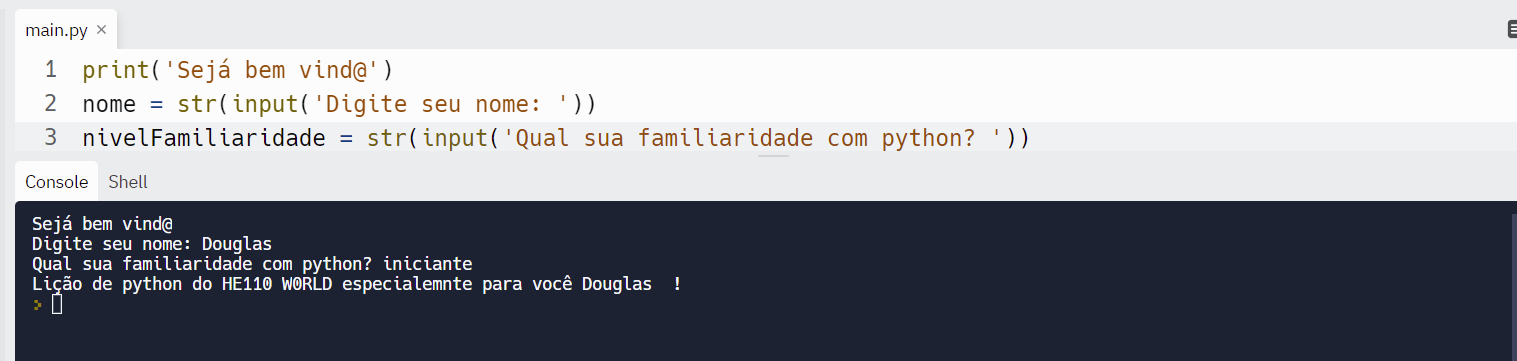 main.py ×
1 print('Sejá bem vind@')
2 nome = str(input('Digite seu nome: '))
3 nivelFamiliaridade = str(input('Qual sua familiaridade com python? '))
Console Shell
Sejá bem vind@
Digite seu nome: Douglas
Qual sua familiaridade com python? iniciante
Lição de python do HE110 W0RLD especialemnte para você Douglas  !